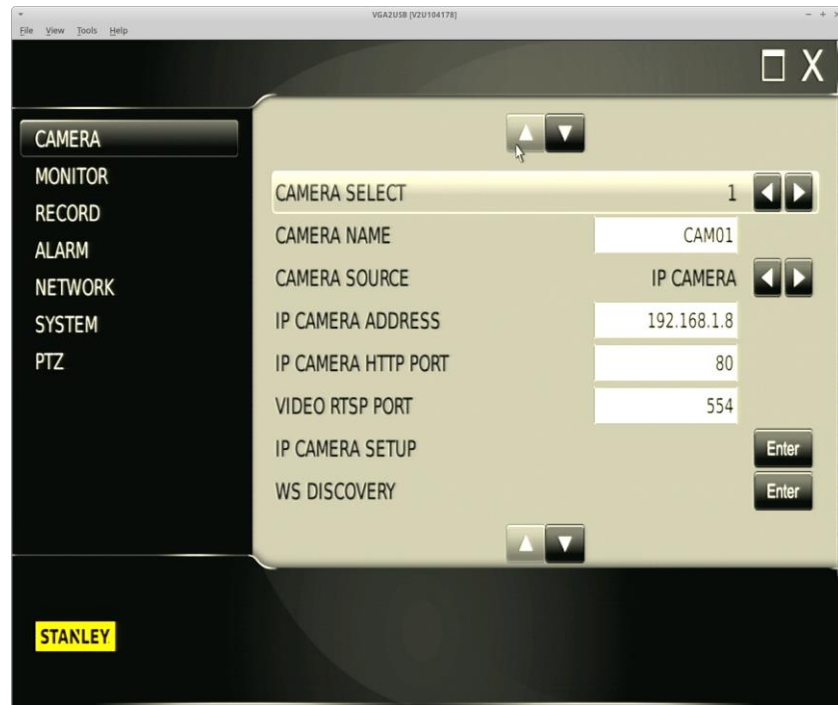 VGA2USB [V2U104178]
File View Tools Help
X
CAMERA
MONITOR
RECORD
ALARM
NETWORK
SYSTEM
PTZ
CAMERA SELECT 1
CAMERA NAME CAM01
CAMERA SOURCE IP CAMERA
IP CAMERA ADDRESS 192.168.1.8
IP CAMERA HTTP PORT 80
VIDEO RTSP PORT 554
IP CAMERA SETUP Enter
WS DISCOVERY Enter
STANLEY